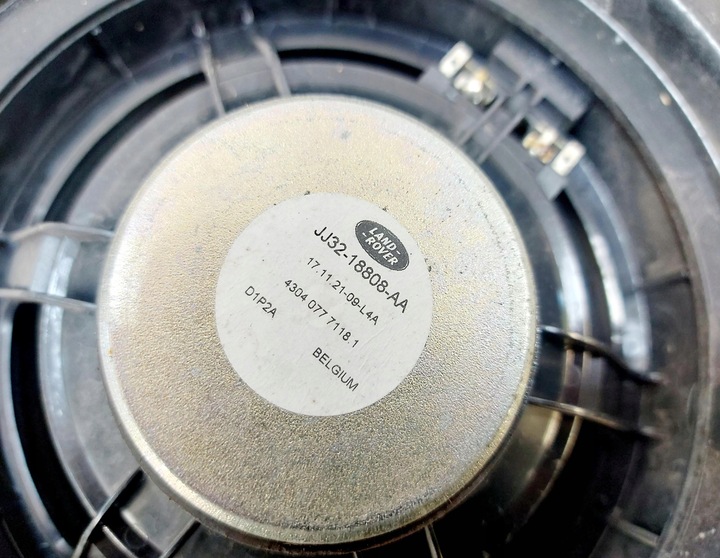 LAND-
-ROVER
JJ32-18808-AA
17.11.21-09-L4A
4304 077 7118.1
D1P2A
BELGIUM